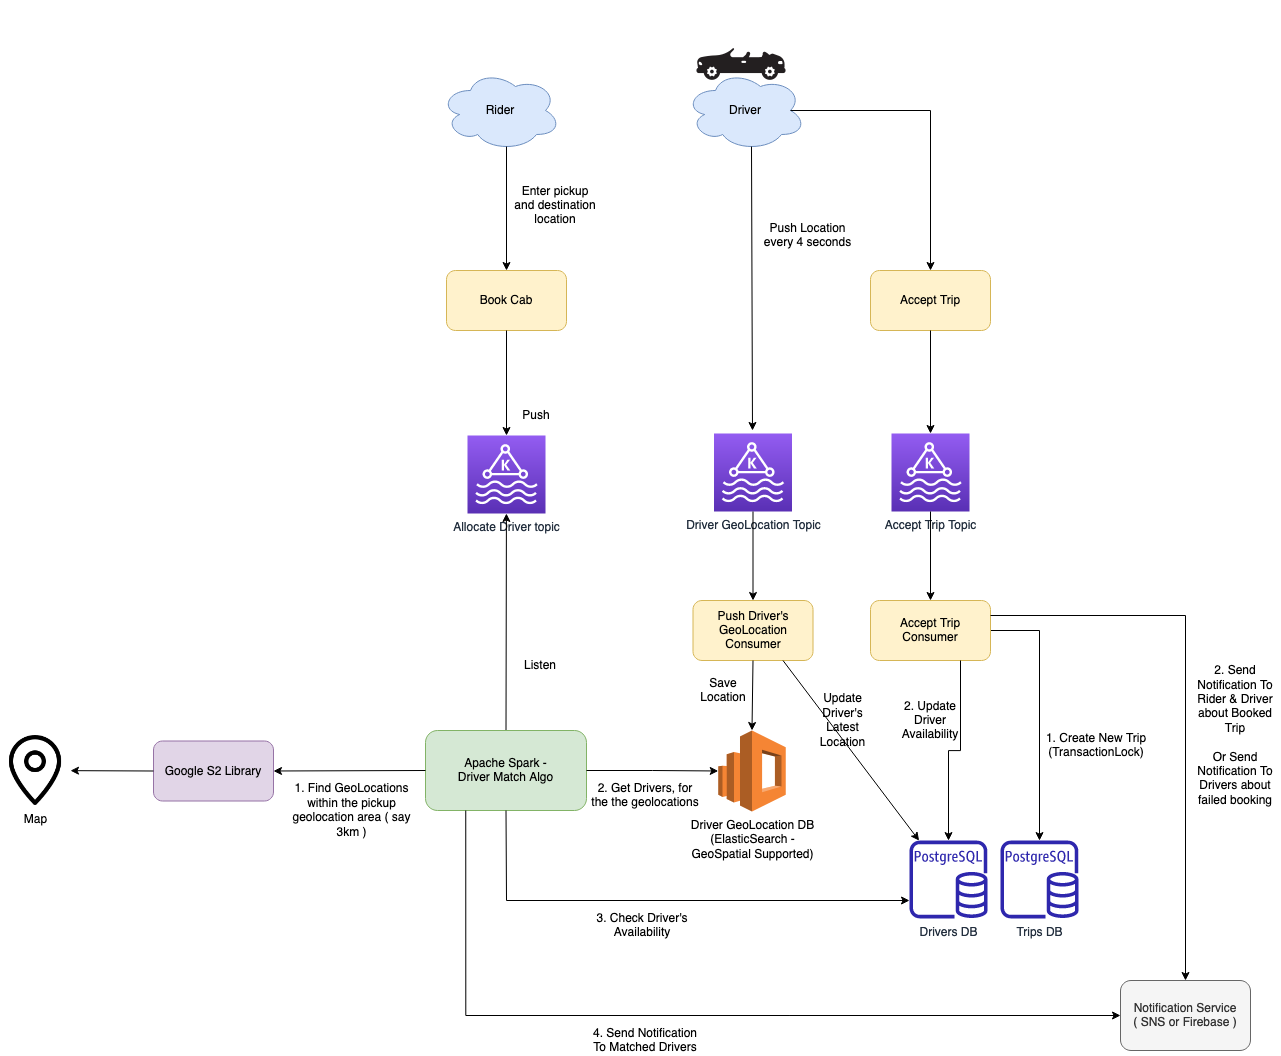 Rider
Driver
Enter pickup
and destination
location
Push Location
every 4 seconds
Book Cab
Accept Trip
Push
K
K
K
Allocate Driver topic
Driver GeoLocation Topic
Accept Trip Topic
Push Driver's
GeoLocation
Consumer
Accept Trip
Consumer
Listen
Save
Location
Update
Driver's
Latest
Location
2. Update
Driver
Availability
1. Create New Trip
(TransactionLock)
2. Send
Notification To
Rider & Driver
about Booked
Trip
Or Send
Notification To
Drivers about
failed booking
Map
Google S2 Library
1. Find GeoLocations
within the pickup
geolocation area ( say
3km )
Apache Spark -
Driver Match Algo
2. Get Drivers, for
the the geolocations
Driver GeoLocation DB
(ElasticSearch -
GeoSpatial Supported)
PostgreSQL
PostgreSQL
Drivers DB
Trips DB
3. Check Driver's
Availability
4. Send Notification
To Matched Drivers
Notification Service
( SNS or Firebase )